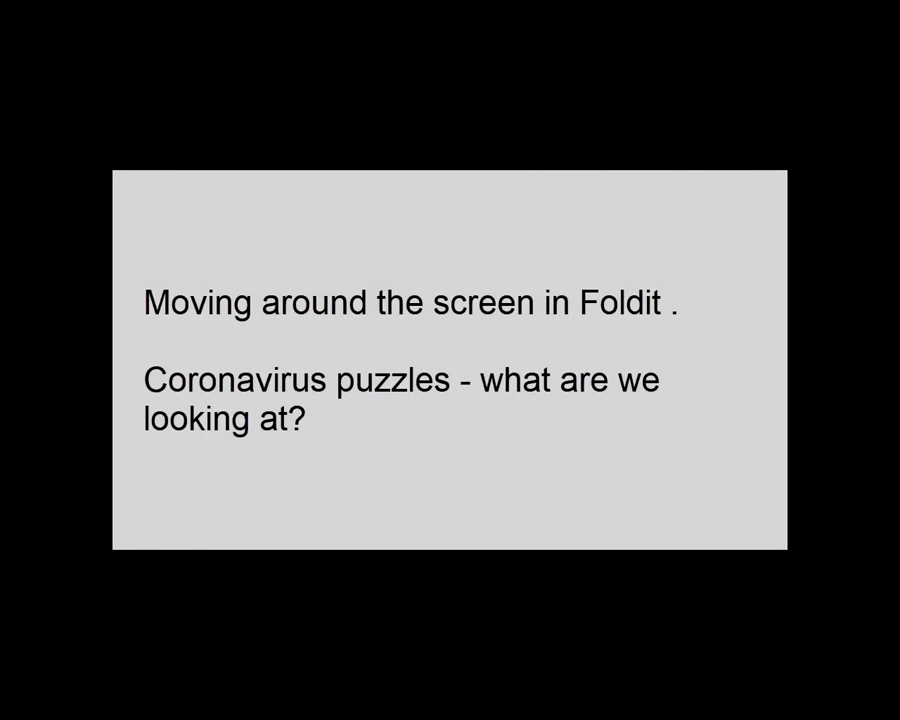 Moving around the screen in Foldit .
Coronavirus puzzles - what are we
looking at?